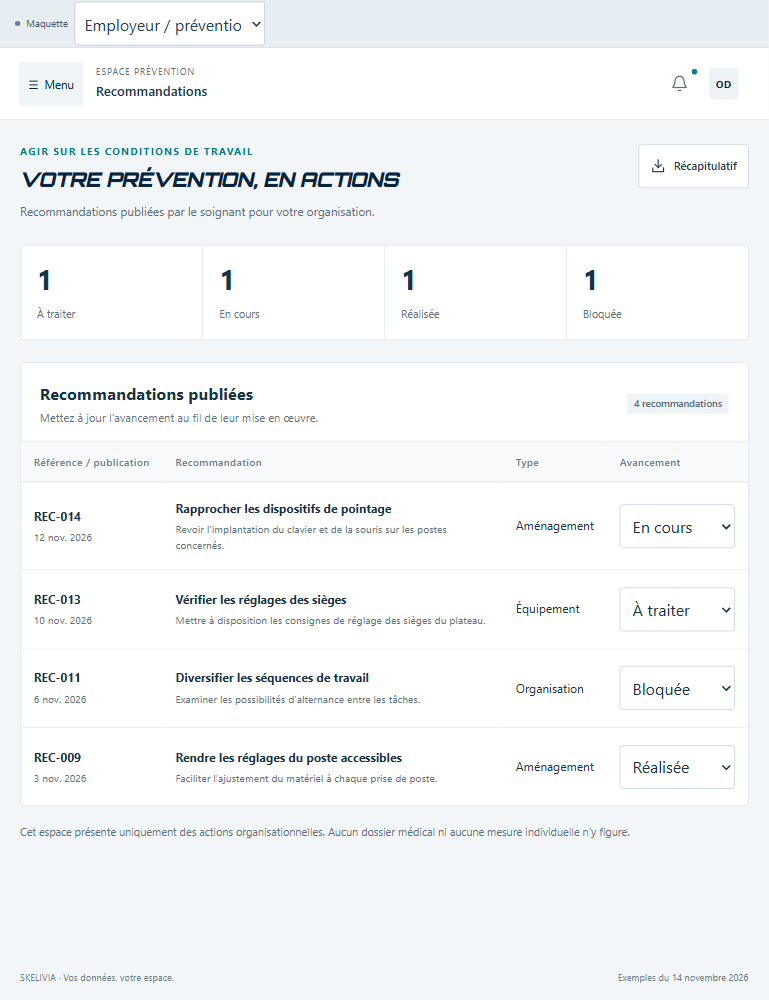 Maquette
Employeur / préventio
☰ Menu
ESPACE PRÉVENTION
Recommandations
OD
AGIR SUR LES CONDITIONS DE TRAVAIL
VOTRE PRÉVENTION, EN ACTIONS
Recommandations publiées par le soignant pour votre organisation.
Récapitulatif
1
À traiter
1
En cours
1
Réalisée
1
Bloquée
Recommandations publiées
Mettez à jour l'avancement au fil de leur mise en œuvre.
4 recommandations
Référence / publication Recommandation Type Avancement
REC-014
12 nov. 2026
Rapprocher les dispositifs de pointage
Revoir l'implantation du clavier et de la souris sur les postes
concernés.
Aménagement
En cours
REC-013
10 nov. 2026
Vérifier les réglages des sièges
Mettre à disposition les consignes de réglage des sièges du plateau.
Équipement
À traiter
REC-011
6 nov. 2026
Diversifier les séquences de travail
Examiner les possibilités d'alternance entre les tâches.
Organisation
Bloquée
REC-009
3 nov. 2026
Rendre les réglages du poste accessibles
Faciliter l'ajustement du matériel à chaque prise de poste.
Aménagement
Réalisée
Cet espace présente uniquement des actions organisationnelles. Aucun dossier médical ni aucune mesure individuelle n'y figure.
SKELIVIA · Vos données, votre espace.
Exemples du 14 novembre 2026